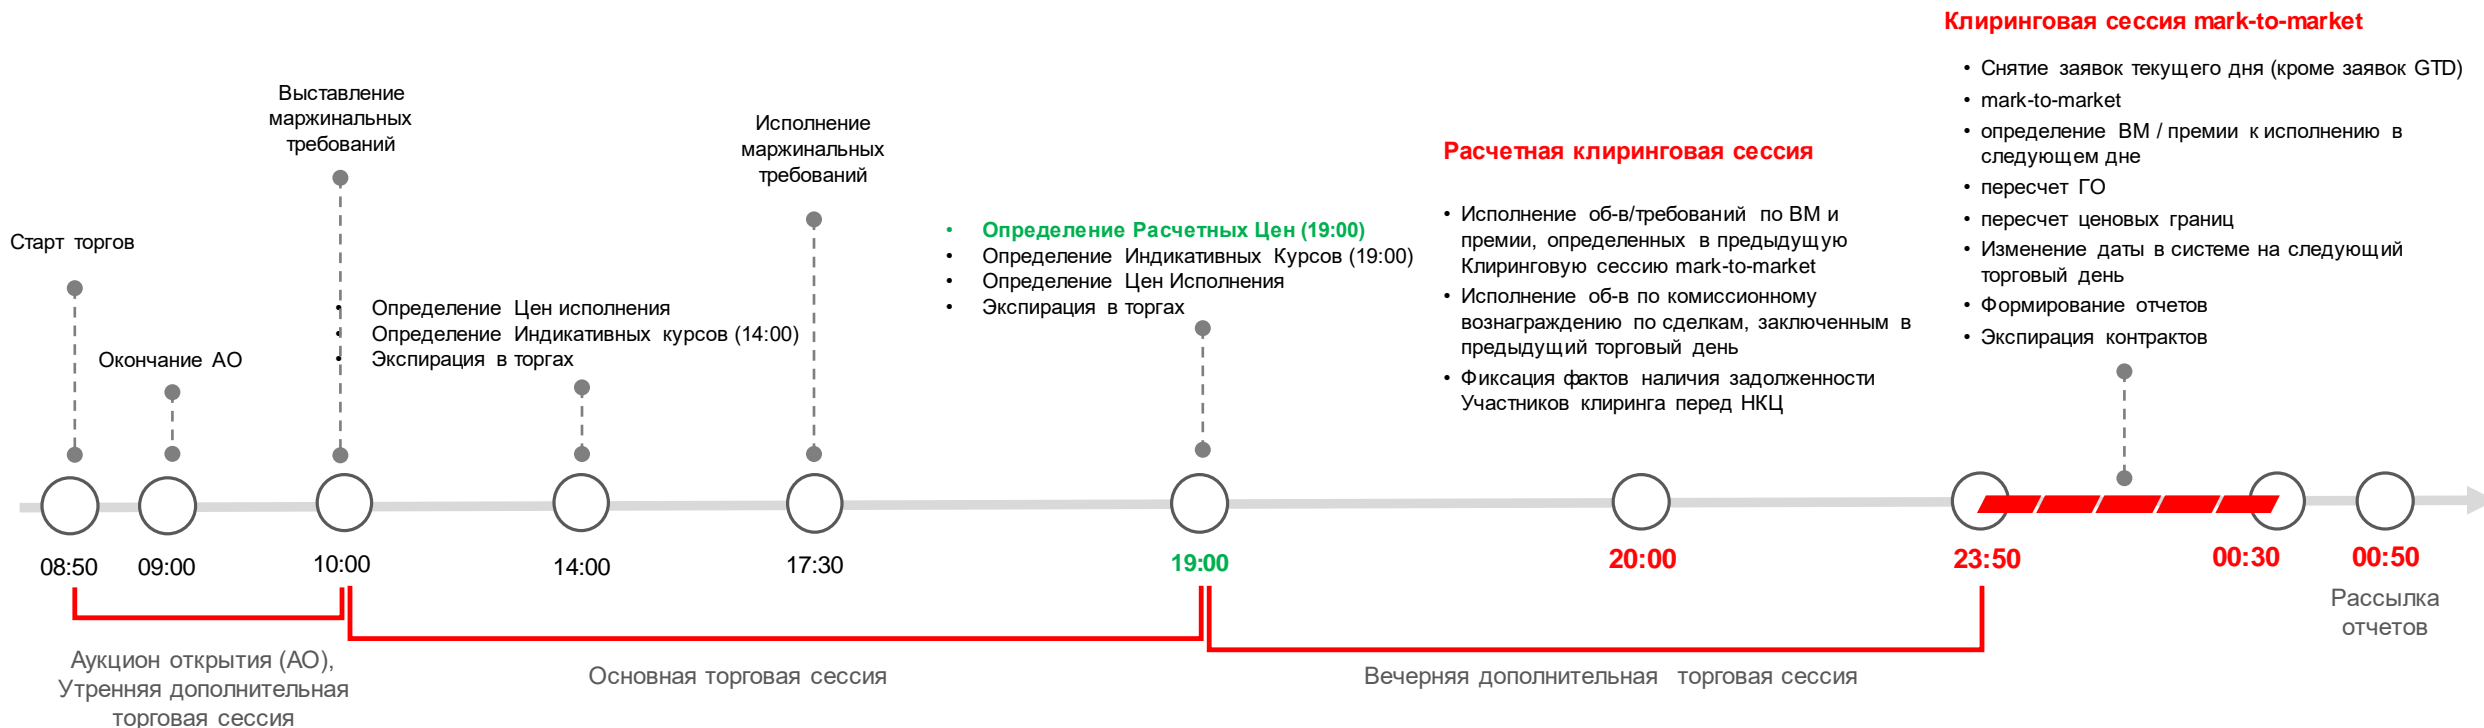 Клиринговая сессия mark-to-market
• Снятие заявок текущего дня (кроме заявок GTD)
• mark-to-market
• определение ВМ / премии к исполнению в
следующем дне
• пересчет ГО
• пересчет ценовых границ
• Изменение даты в системе на следующий
торговый день
• Формирование отчетов
• Экспирация контрактов
Выставление
маржинальных
требований
Исполнение
маржинальных
требований
Расчетная клиринговая сессия
• Исполнение об-в/требований по ВМ и
премии, определенных в предыдущую
Клиринговую сессию mark-to-market
• Исполнение об-в по комиссионному
вознаграждению по сделкам, заключенным в
предыдущий торговый день
• Фиксация фактов наличия задолженности
Участников клиринга перед НКЦ
Старт торгов
• Определение Расчетных Цен (19:00)
• Определение Индикативных Курсов (19:00)
• Определение Цен Исполнения
• Экспирация в торгах
• Определение Цен исполнения
• Определение Индикативных курсов (14:00)
• Экспирация в торгах
Окончание АО
08:50
09:00
10:00
14:00
17:30
19:00
20:00
23:50
00:30
00:50
Рассылка
отчетов
Аукцион открытия (АО),
Утренняя дополнительная
торговая сессия
Основная торговая сессия
Вечерняя дополнительная торговая сессия